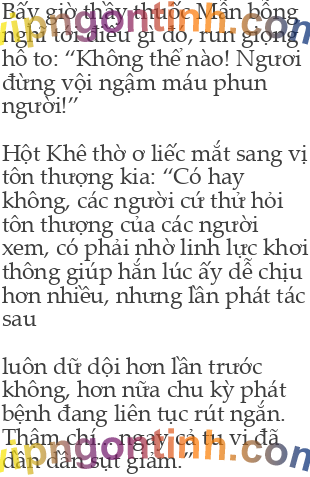 Bấy giờ thầy thuốc Mẫn bỗng
nghĩ tới điều gì đó, run giọng
hô to: “Không thể nào! Ngươi
đừng vội ngậm máu phun
người!”
Hột Khê thờ ơ liếc mắt sang vị
tôn thượng kia: “Có hay
không, các người cứ thử hỏi
tôn thượng của các người
xem, có phải nhờ linh lực khơi
thông giúp hắn lúc ấy dễ chịu
hơn nhiều, nhưng lần phát tác
sau
luôn dữ dội hơn lần trước
không, hơn nữa chu kỳ phát
bệnh đang liên tục rút ngắn.
Thậm chí... ngay cả tu vi đã
dần dần sụt giảm.”
vipngontinh.com
vipngontinh.com